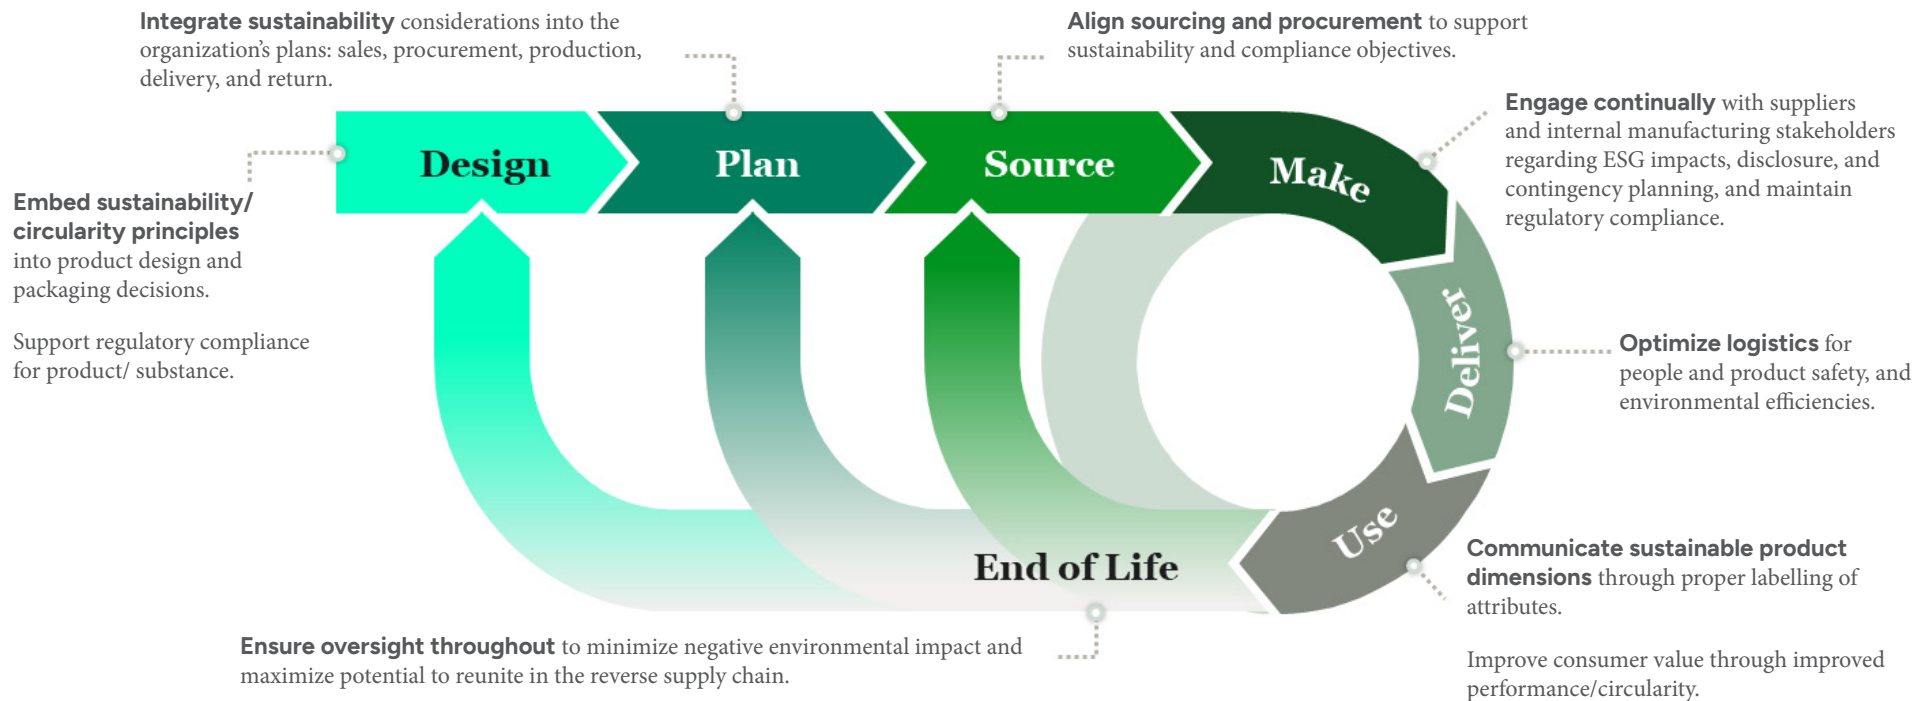 Integrate sustainability considerations into the
organization’s plans: sales, procurement, production,
delivery, and return.
Align sourcing and procurement to support
sustainability and compliance objectives.
Engage continually with suppliers
and internal manufacturing stakeholders
regarding ESG impacts, disclosure, and
contingency planning, and maintain
regulatory compliance.
Design
Plan
Source
Make
Embed sustainability/
circularity principles
into product design and
packaging decisions.
Support regulatory compliance
for product/ substance.
Deliver
Optimize logistics for
people and product safety, and
environmental efficiencies.
Use
End of Life
Communicate sustainable product
dimensions through proper labelling of
attributes.
Improve consumer value through improved
performance/circularity.
Ensure oversight throughout to minimize negative environmental impact and
maximize potential to reunite in the reverse supply chain.